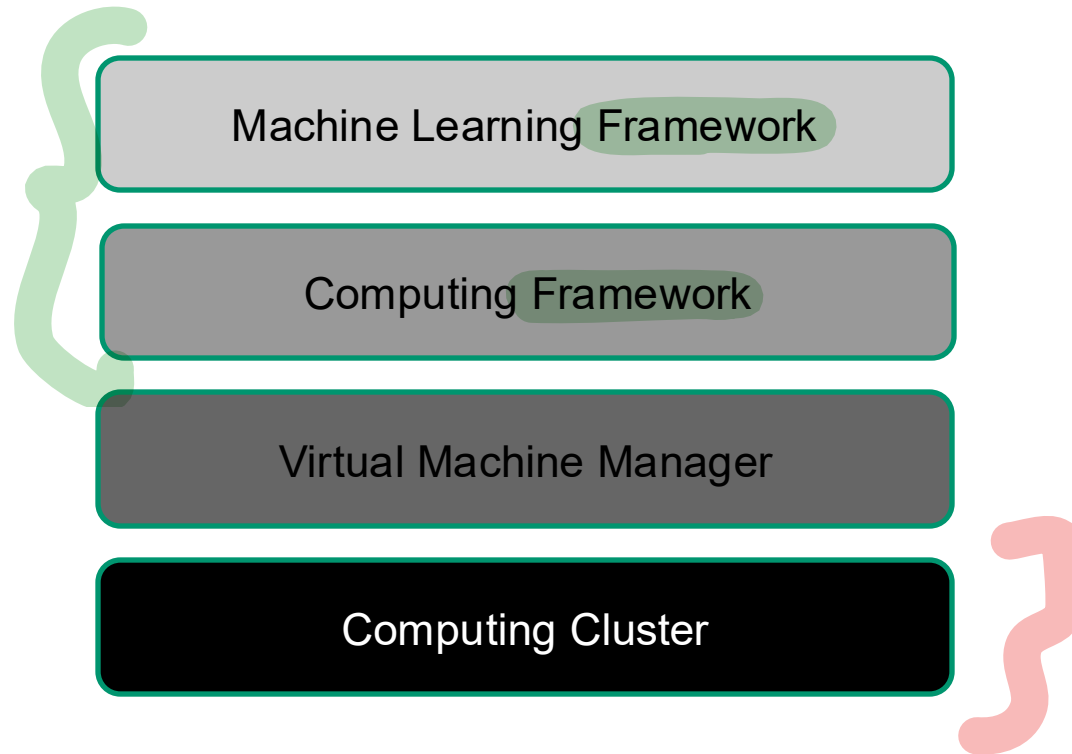 Machine Learning Framework
Computing Framework
Virtual Machine Manager
Computing Cluster